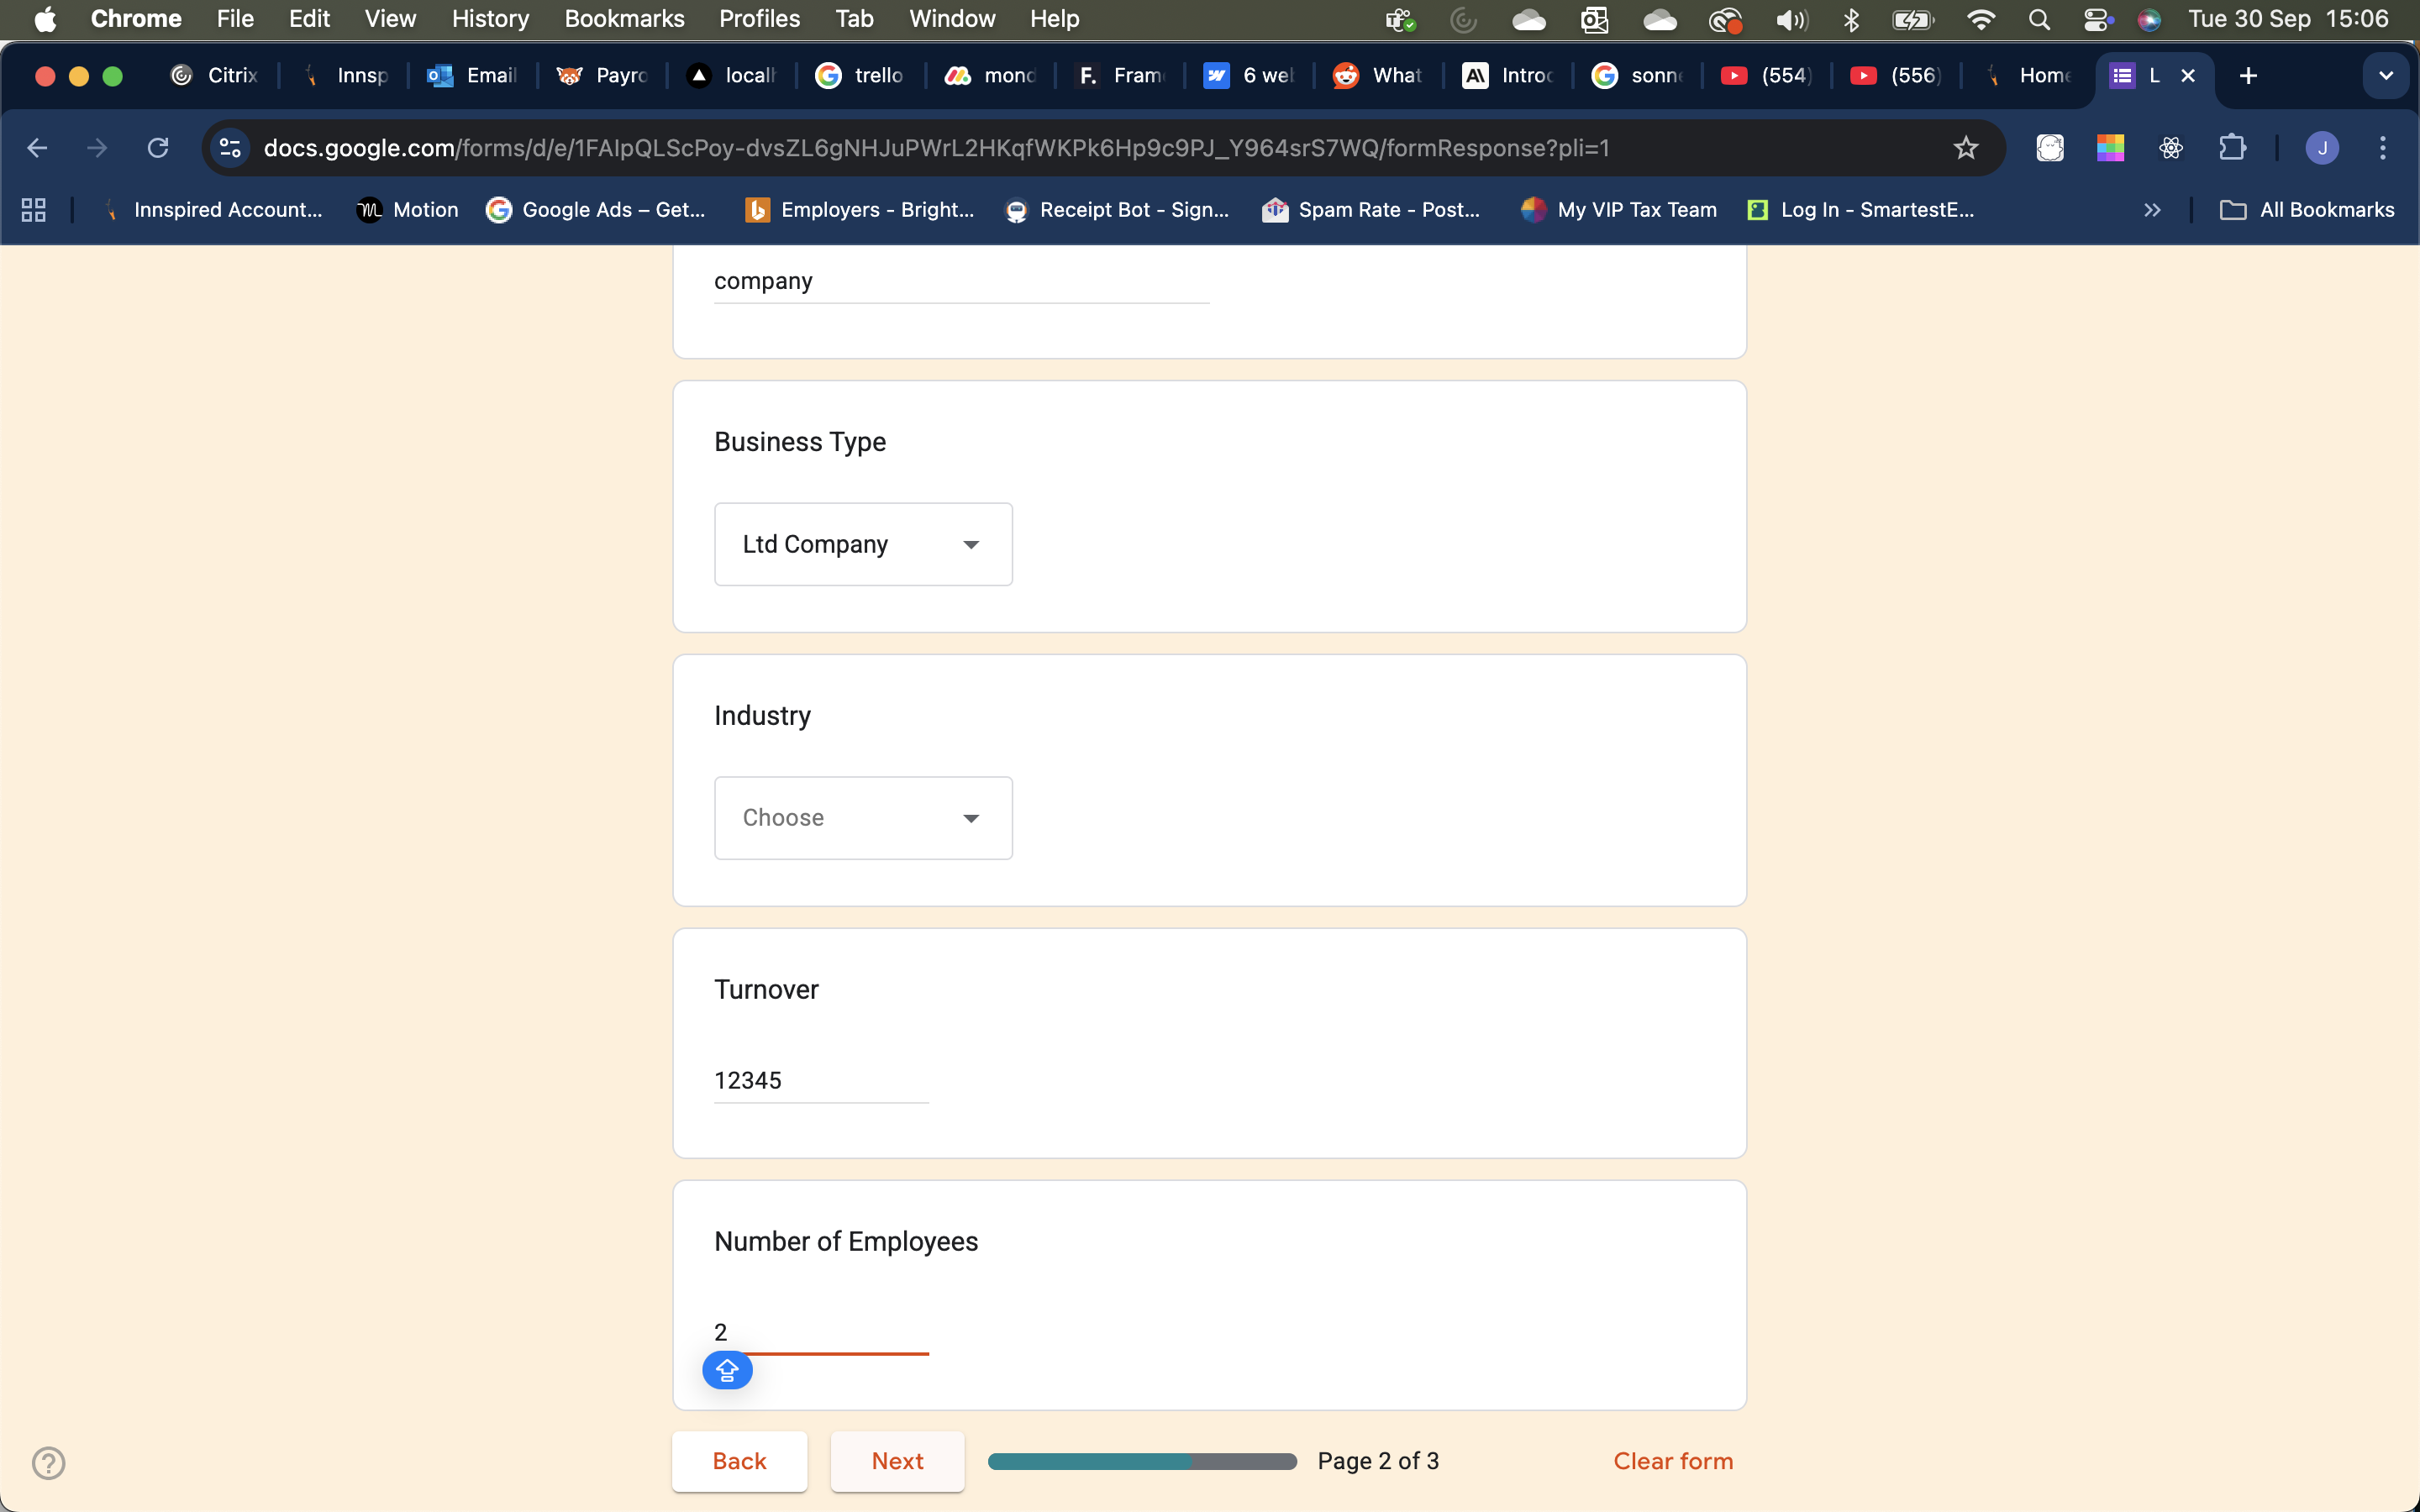 Chrome File Edit View History Bookmarks Profiles Tab Window Help Tue 30 Sep 15:06
Citrix Innsp Email Payro localh trello mond F. Fram 6 wel What Introd sonne (554) (556) Home L
docs.google.com/forms/d/e/1FAIpQLScPoy-dvsZL6gNHJuPWrL2HKqfWKPk6Hp9c9PJ_Y964srS7WQ/formResponse?pli=1 J
Innspired Account... Motion Google Ads – Get... Employers - Bright... Receipt Bot - Sign... Spam Rate - Post... My VIP Tax Team Log In - SmartestE... All Bookmarks
company
Business Type
Ltd Company
Industry
Choose
Turnover
12345
Number of Employees
2
Back Next Page 2 of 3 Clear form